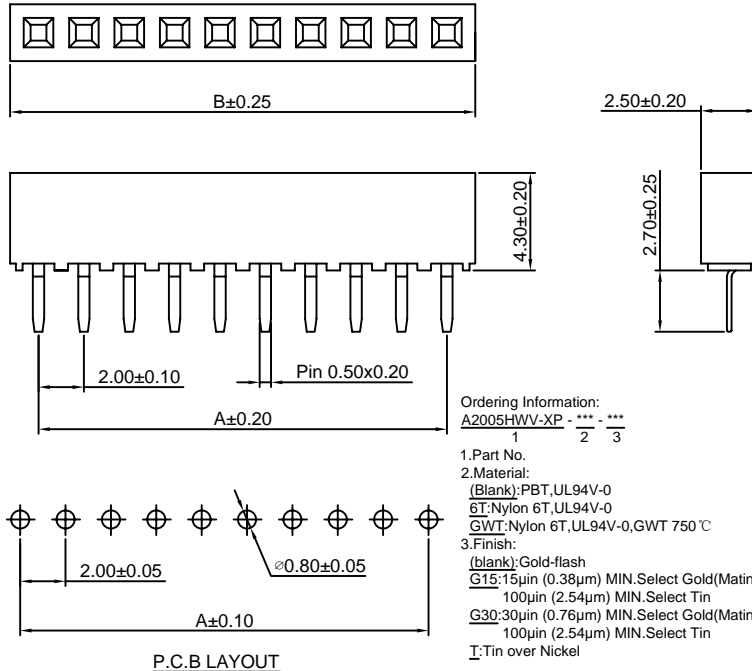 B±0.25
2.50±0.20
4.30±0.20
2.70±0.25
2.00±0.10
Pin 0.50x0.20
A±0.20
Ordering Information:
A2005HWV-XP - *** - ***
1 2 3
1.Part No.
2.Material:
(Blank):PBT,UL94V-0
6T:Nylon 6T,UL94V-0
GWT:Nylon 6T,UL94V-0,GWT 750℃
3.Finish:
(blank):Gold-flash
G15:15μin (0.38μm) MIN.Select Gold(Matin
100μin (2.54μm) MIN.Select Tin
G30:30μin (0.76μm) MIN.Select Gold(Matin
100μin (2.54μm) MIN.Select Tin
T:Tin over Nickel
2.00±0.05
⌀0.80±0.05
A±0.10
P.C.B LAYOUT